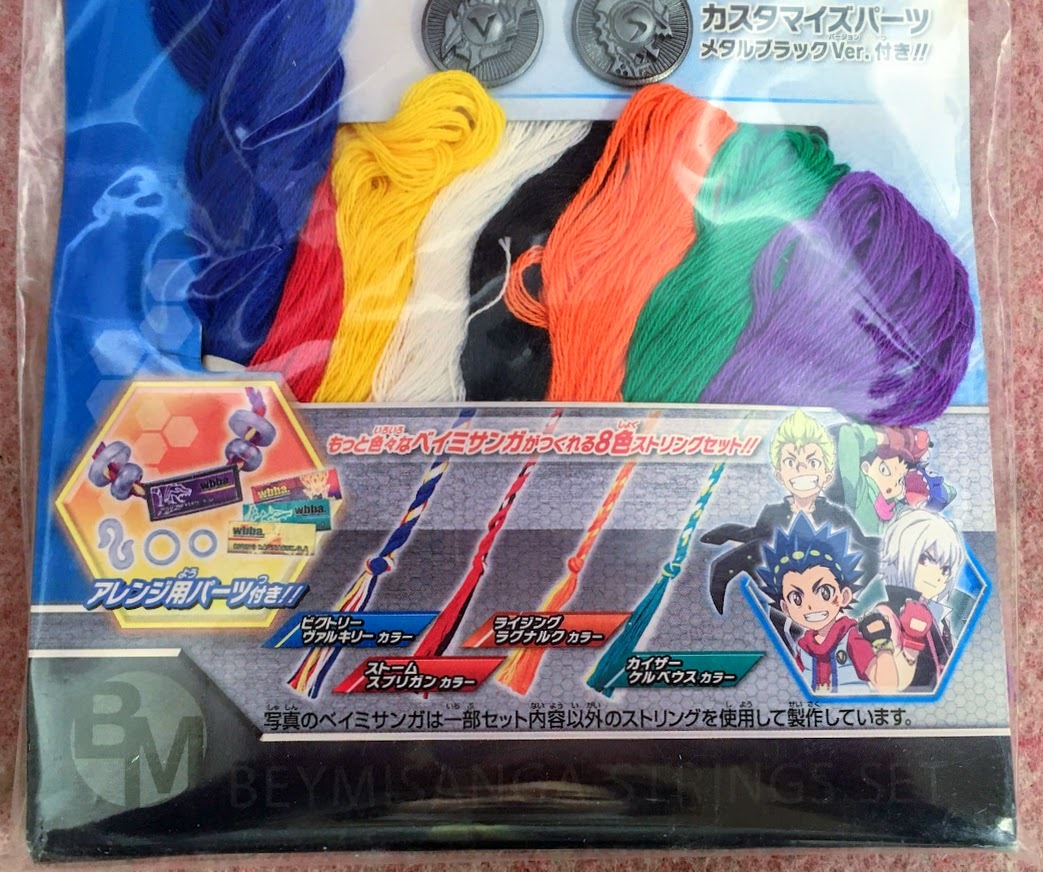 カスタマイズパーツ
メタルブラックVer.付き!!
もっと色々なベイミサンガがつくれる8色ストリングセット!!
wbba.
wbba.
wbba.
wbba.
アレンジ用パーツ付き!!
ビクトリー
ヴァルキリー カラー
ライジング
ラグナルク カラー
ストーム
スプリガン カラー
カイザー
ケルベウス カラー
写真のベイミサンガは一部セット内容以外のストリングを使用して製作しています。
BM
BEYMISANGA STRINGS SET